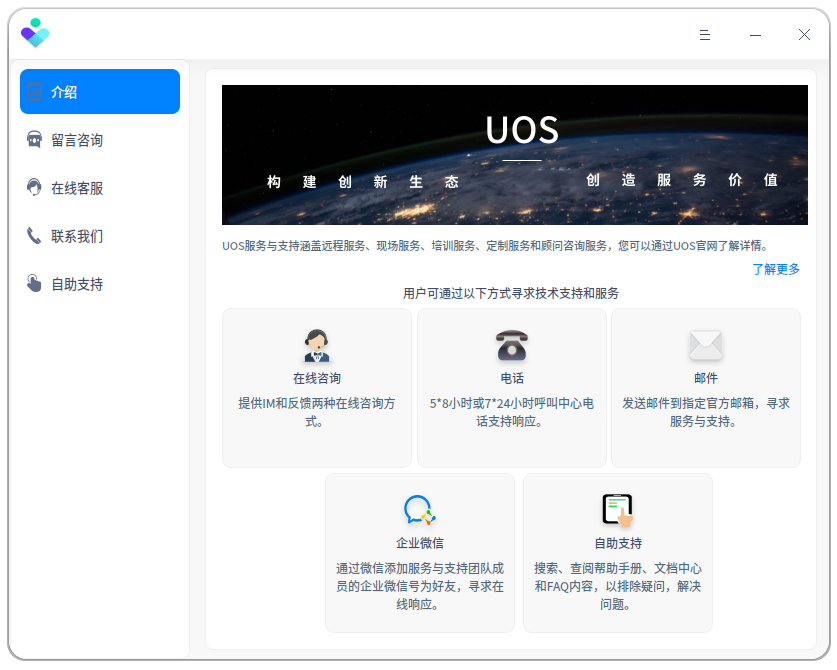 介绍
留言咨询
在线客服
联系我们
自助支持
UOS
构建创新生态
创造服务价值
UOS服务与支持涵盖远程服务、现场服务、培训服务、定制服务和顾问咨询服务，您可以通过UOS官网了解详情。
了解更多
用户可通过以下方式寻求技术支持和服务
在线咨询
提供IM和反馈两种在线咨询方
式。
电话
5*8小时或7*24小时呼叫中心电
话支持响应。
邮件
发送邮件到指定官方邮箱，寻求
服务与支持。
企业微信
通过微信添加服务与支持团队成
员的企业微信号为好友，寻求在
线响应。
自助支持
搜索、查阅帮助手册、文档中心
和FAQ内容，以排除疑问，解决
问题。